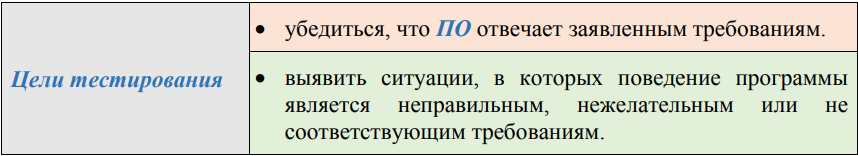 Цели тестирования
• убедиться, что ПО отвечает заявленным требованиям.
• выявить ситуации, в которых поведение программы
является неправильным, нежелательным или не
соответствующим требованиям.